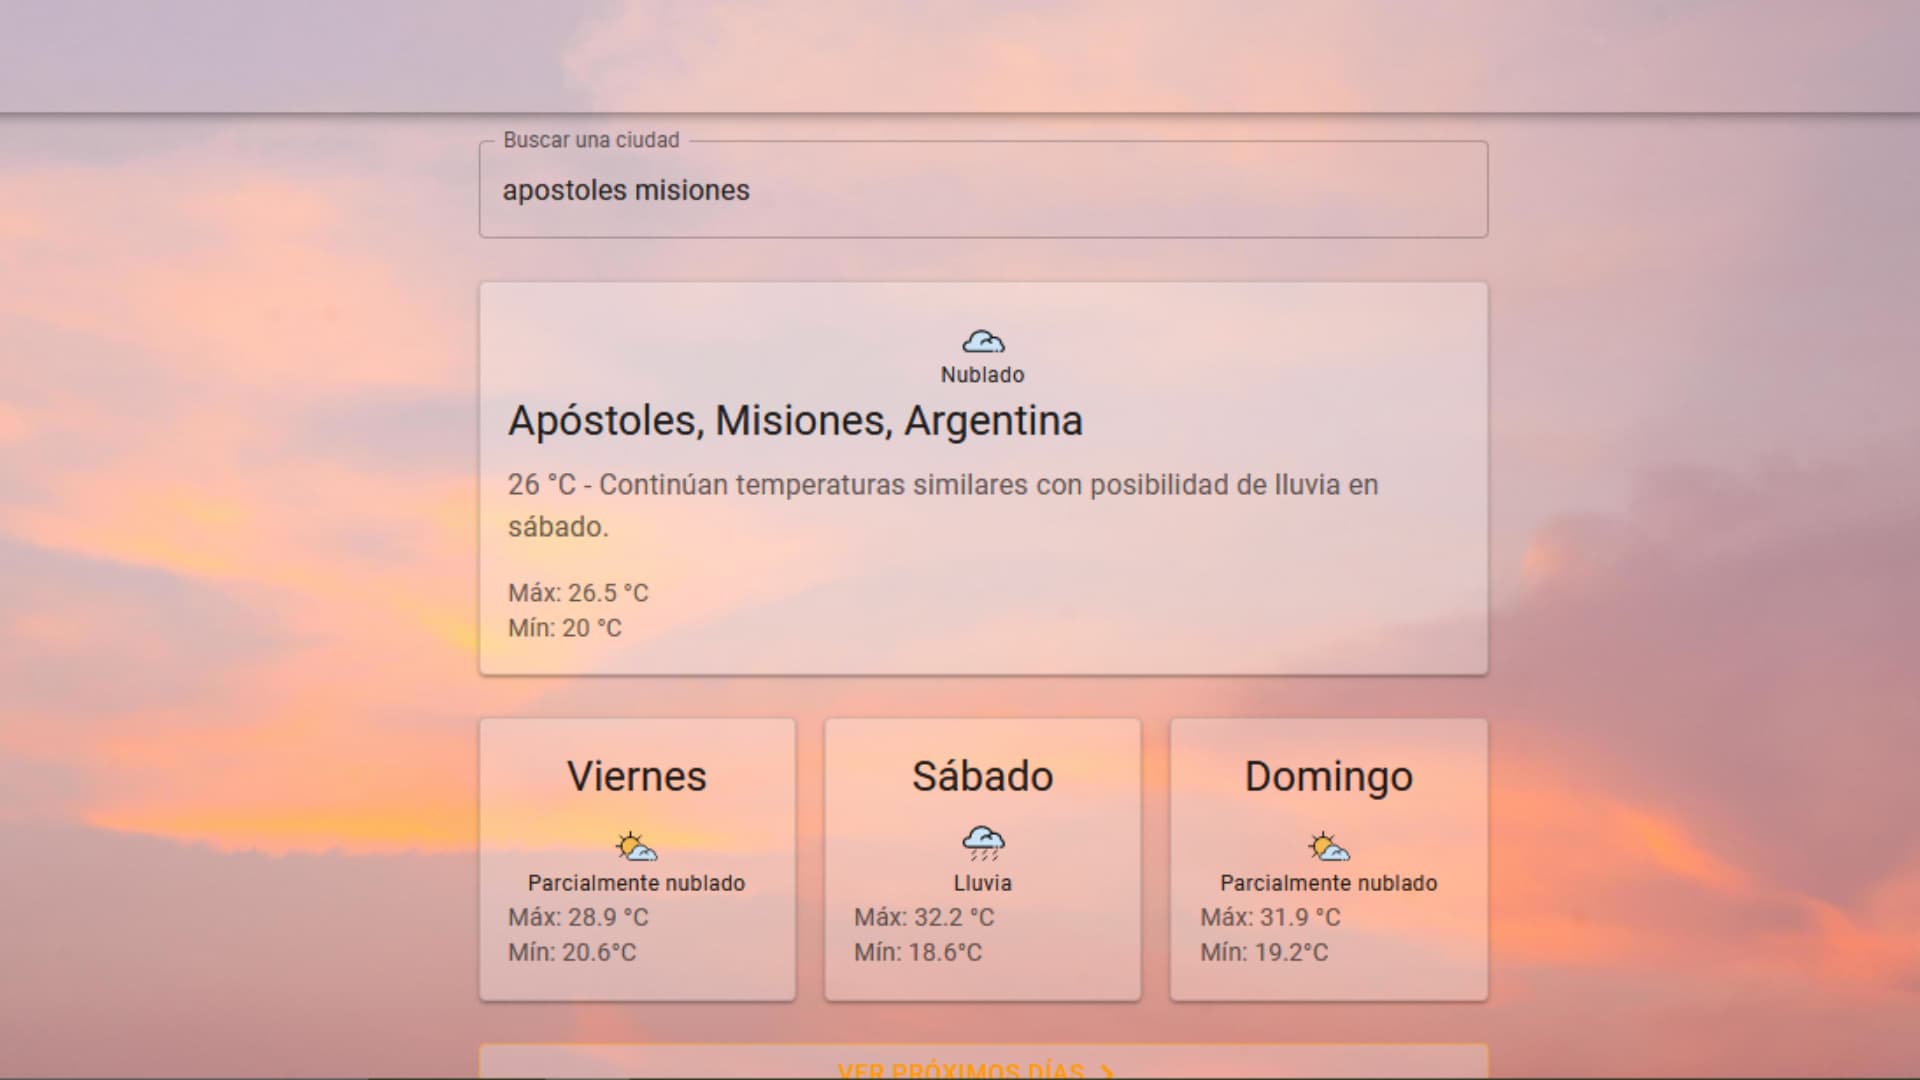 Buscar una ciudad
apostoles misiones
Nublado
Apóstoles, Misiones, Argentina
26 °C - Continúan temperaturas similares con posibilidad de lluvia en
sábado.
Máx: 26.5 °C
Mín: 20 °C
Viernes
Parcialmente nublado
Máx: 28.9 °C
Mín: 20.6°C
Sábado
Lluvia
Máx: 32.2 °C
Mín: 18.6°C
Domingo
Parcialmente nublado
Máx: 31.9 °C
Mín: 19.2°C
VER PRÓXIMOS DÍAS